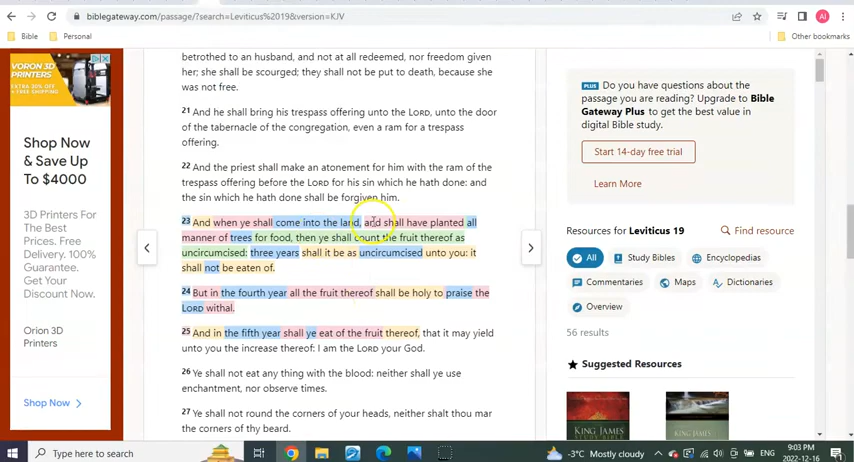 biblegateway.com/passage/?search=Leviticus%2019&version=KJV
AI
Bible
Personal
Other bookmarks
VORON 3D
PRINTERS
EXTRA 20% OFF
+ FREE SHIPPING
Shop Now
& Save Up
To $4000
3D Printers For
The Best
Prices. Free
Delivery. 100%
Guarantee.
Get Your
Discount Now.
Orion 3D
Printers
Shop Now
betrothed to an husband, and not at all redeemed, nor freedom given
her; she shall be scourged; they shall not be put to death, because she
was not free.
21 And he shall bring his trespass offering unto the LORD, unto the door
of the tabernacle of the congregation, even a ram for a trespass
offering.
22 And the priest shall make an atonement for him with the ram of the
trespass offering before the LORD for his sin which he hath done: and
the sin which he hath done shall be forgiven him.
23 And when ye shall come into the land, and shall have planted all
manner of trees for food, then ye shall count the fruit thereof as
uncircumcised: three years shall it be as uncircumcised unto you: it
shall not be eaten of.
24 But in the fourth year all the fruit thereof shall be holy to praise the
LORD withal.
25 And in the fifth year shall ye eat of the fruit thereof, that it may yield
unto you the increase thereof: I am the LORD your God.
26 Ye shall not eat any thing with the blood: neither shall ye use
enchantment, nor observe times.
27 Ye shall not round the corners of your heads, neither shalt thou mar
the corners of thy beard.
PLUS Do you have questions about the
passage you are reading? Upgrade to Bible
Gateway Plus to get the best value in
digital Bible study.
Start 14-day free trial
Learn More
Resources for Leviticus 19
Find resource
All
Study Bibles
Encyclopedias
Commentaries
Maps
Dictionaries
Overview
56 results
Suggested Resources
KING JAMES
KING JAMES
Type here to search
-3°C Mostly cloudy
ENG
9:03 PM
2022-12-16